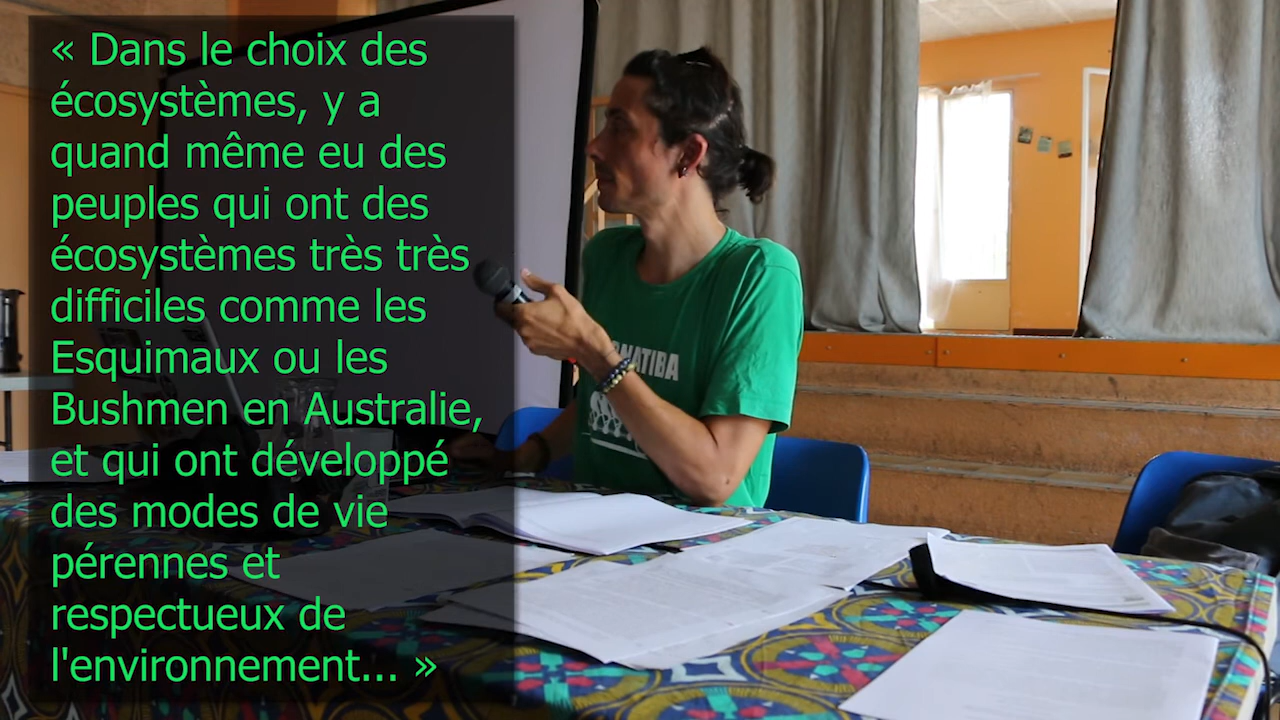 « Dans le choix des
écosystèmes, y a
quand même eu des
peuples qui ont des
écosystèmes très très
difficiles comme les
Esquimaux ou les
Bushmen en Australie,
et qui ont développé
des modes de vie
pérennes et
respectueux de
l'environnement... »